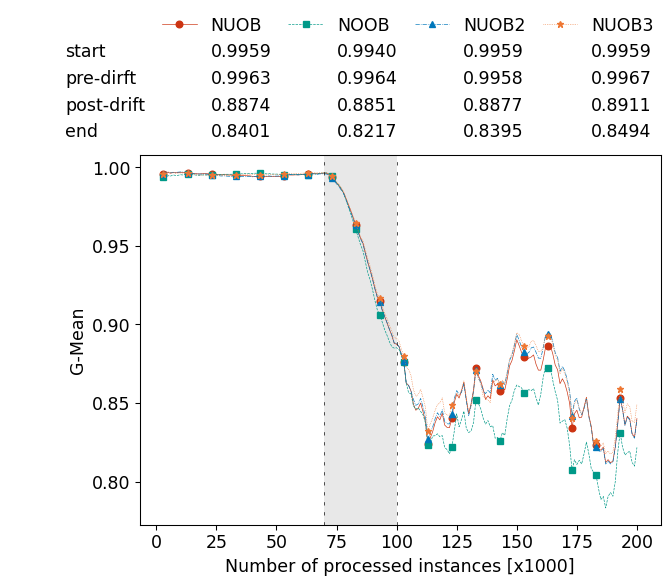 NUOB NOOB NUOB2 NUOB3
start 0.9959 0.9940 0.9959 0.9959
pre-dirft 0.9963 0.9964 0.9958 0.9967
post-drift 0.8874 0.8851 0.8877 0.8911
end 0.8401 0.8217 0.8395 0.8494
1.00
0.95
0.90
0.85
0.80
G-Mean
0 25 50 75 100 125 150 175 200
Number of processed instances [x1000]